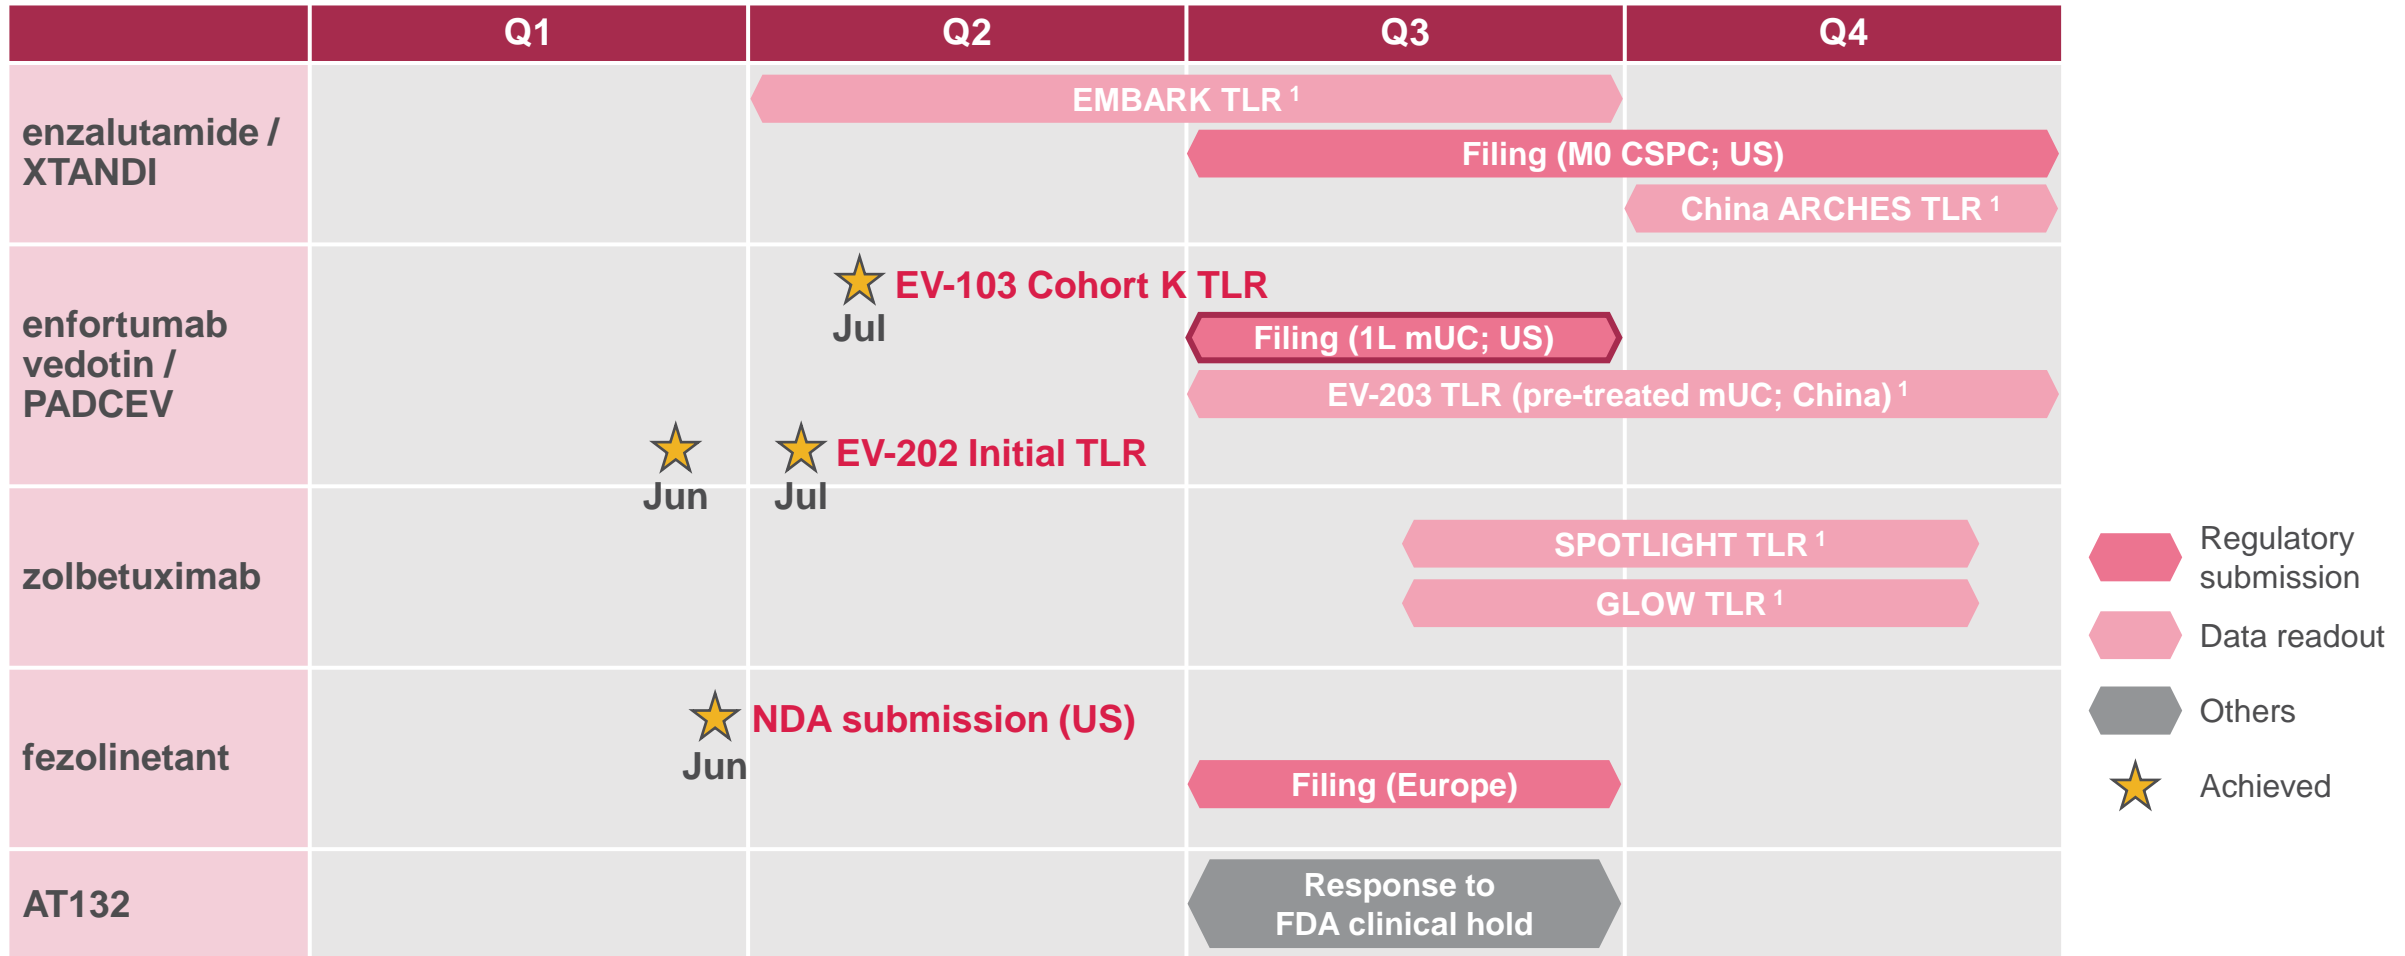 Q1 Q2 Q3 Q4
enzalutamide /
XTANDI
EMBARK TLR 1
Filing (M0 CSPC; US)
China ARCHES TLR 1
enfortumab
vedotin /
PADCEV
EV-103 Cohort K TLR
Jul
Filing (1L mUC; US)
EV-203 TLR (pre-treated mUC; China) 1
EV-202 Initial TLR
Jun Jul
zolbetuximab
SPOTLIGHT TLR 1
GLOW TLR 1
fezolinetant
NDA submission (US)
Jun
Filing (Europe)
AT132
Response to
FDA clinical hold
Regulatory
submission
Data readout
Others
Achieved